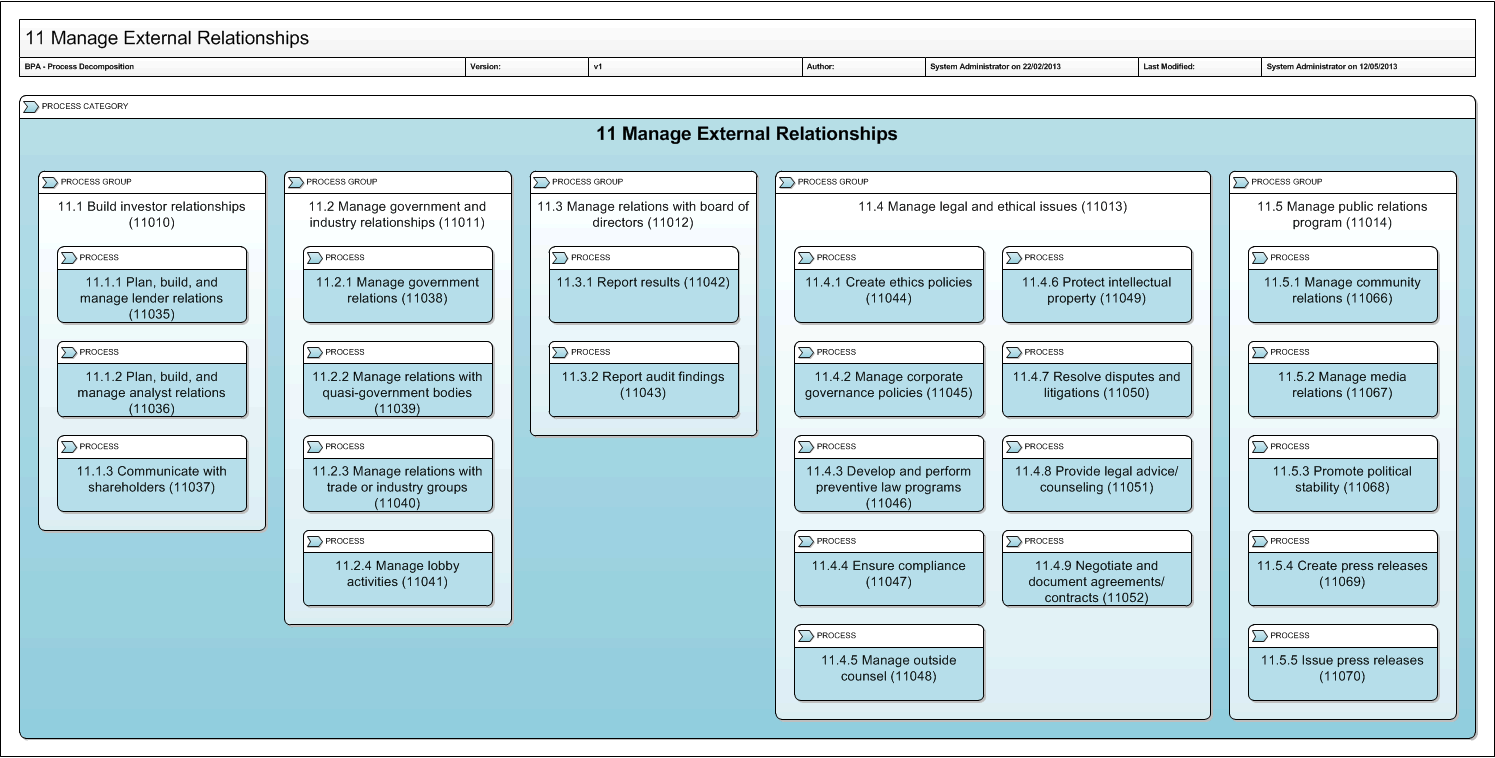 11 Manage External Relationships
BPA - Process Decomposition
Version:
v1
Author:
System Administrator on 22/02/2013
Last Modified:
System Administrator on 12/05/2013
PROCESS CATEGORY
11 Manage External Relationships
PROCESS GROUP
11.1 Build investor relationships
(11010)
PROCESS
11.1.1 Plan, build, and
manage lender relations
(11035)
PROCESS
11.1.2 Plan, build, and
manage analyst relations
(11036)
PROCESS
11.1.3 Communicate with
shareholders (11037)
PROCESS GROUP
11.2 Manage government and
industry relationships (11011)
PROCESS
11.2.1 Manage government
relations (11038)
PROCESS
11.2.2 Manage relations with
quasi-government bodies
(11039)
PROCESS
11.2.3 Manage relations with
trade or industry groups
(11040)
PROCESS
11.2.4 Manage lobby
activities (11041)
PROCESS GROUP
11.3 Manage relations with board of
directors (11012)
PROCESS
11.3.1 Report results (11042)
PROCESS
11.3.2 Report audit findings
(11043)
PROCESS GROUP
11.4 Manage legal and ethical issues (11013)
PROCESS
11.4.1 Create ethics policies
(11044)
PROCESS
11.4.2 Manage corporate
governance policies (11045)
PROCESS
11.4.3 Develop and perform
preventive law programs
(11046)
PROCESS
11.4.4 Ensure compliance
(11047)
PROCESS
11.4.5 Manage outside
counsel (11048)
PROCESS
11.4.6 Protect intellectual
property (11049)
PROCESS
11.4.7 Resolve disputes and
litigations (11050)
PROCESS
11.4.8 Provide legal advice/
counseling (11051)
PROCESS
11.4.9 Negotiate and
document agreements/
contracts (11052)
PROCESS GROUP
11.5 Manage public relations
program (11014)
PROCESS
11.5.1 Manage community
relations (11066)
PROCESS
11.5.2 Manage media
relations (11067)
PROCESS
11.5.3 Promote political
stability (11068)
PROCESS
11.5.4 Create press releases
(11069)
PROCESS
11.5.5 Issue press releases
(11070)